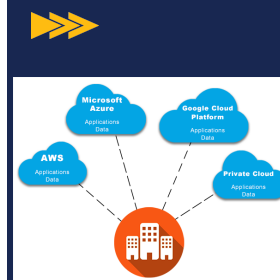 Microsoft
Azure
Applications
Data
Google Cloud
Platform
Applications
Data
AWS
Applications
Data
Private Cloud
Applications
Data